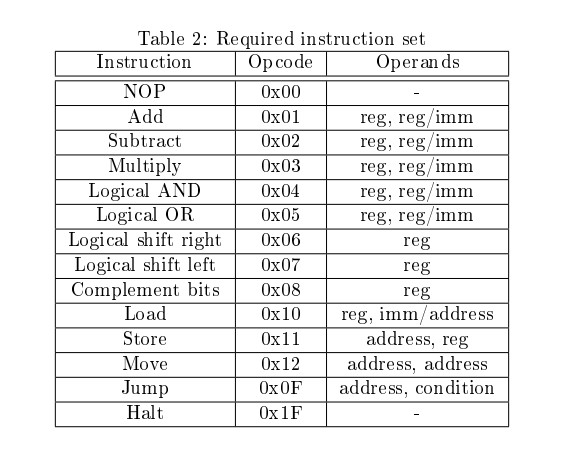 Table 2: Required instruction set
Instruction Opcode Operands
NOP 0x00 -
Add 0x01 reg, reg/imm
Subtract 0x02 reg, reg/imm
Multiply 0x03 reg, reg/imm
Logical AND 0x04 reg, reg/imm
Logical OR 0x05 reg, reg/imm
Logical shift right 0x06 reg
Logical shift left 0x07 reg
Complement bits 0x08 reg
Load 0x10 reg, imm/address
Store 0x11 address, reg
Move 0x12 address, address
Jump 0x0F address, condition
Halt 0x1F -